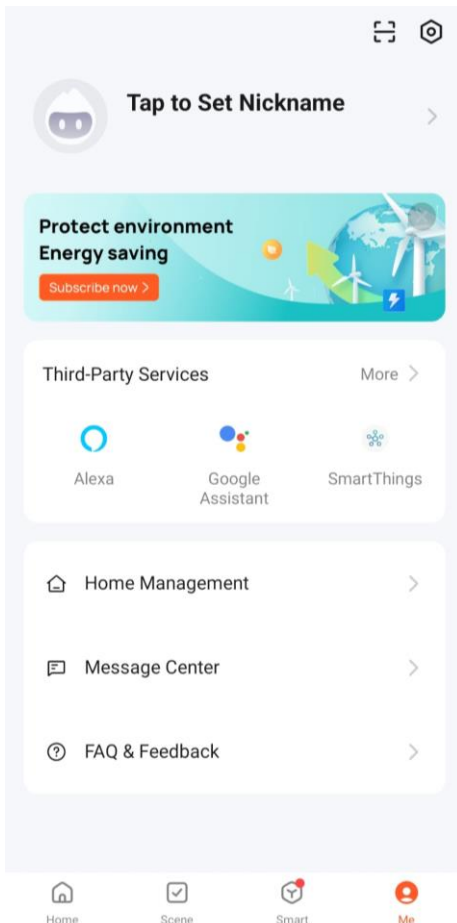 Tap to Set Nickname
Protect environment
Energy saving
Subscribe now >
Third-Party Services
More >
Alexa
Google
Assistant
SmartThings
Home Management
Message Center
FAQ & Feedback
Home
Scene
Smart
Me